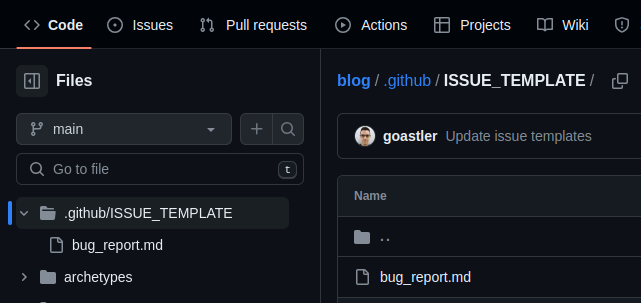 Code Issues Pull requests Actions Projects Wiki
Files
main
Go to file t
.github/ISSUE_TEMPLATE
bug_report.md
archetypes
blog / .github / ISSUE_TEMPLATE /
goastler Update issue templates
Name
..
bug_report.md